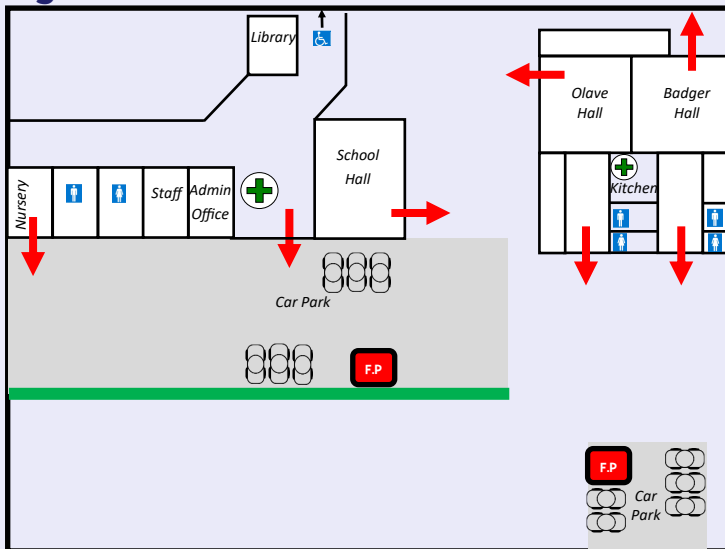 Library
Olave
Hall
Badger
Hall
School
Hall
Nursery
Staff
Admin
Office
Kitchen
Car Park
F.P
F.P
Car
Park